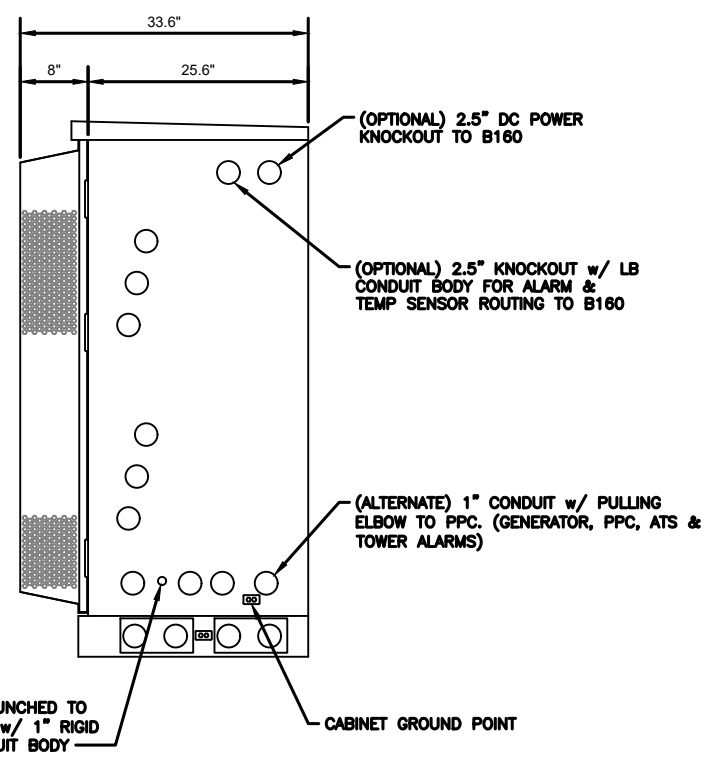 33.6"
8"
25.6"
(OPTIONAL) 2.5" DC POWER
KNOCKOUT TO B160
(OPTIONAL) 2.5" KNOCKOUT w/ LB
CONDUIT BODY FOR ALARM &
TEMP SENSOR ROUTING TO B160
(ALTERNATE) 1" CONDUIT w/ PULLING
ELBOW TO PPC. (GENERATOR, PPC, ATS &
TOWER ALARMS)
TO
w/ 1" RIGID
BODY
CABINET GROUND POINT